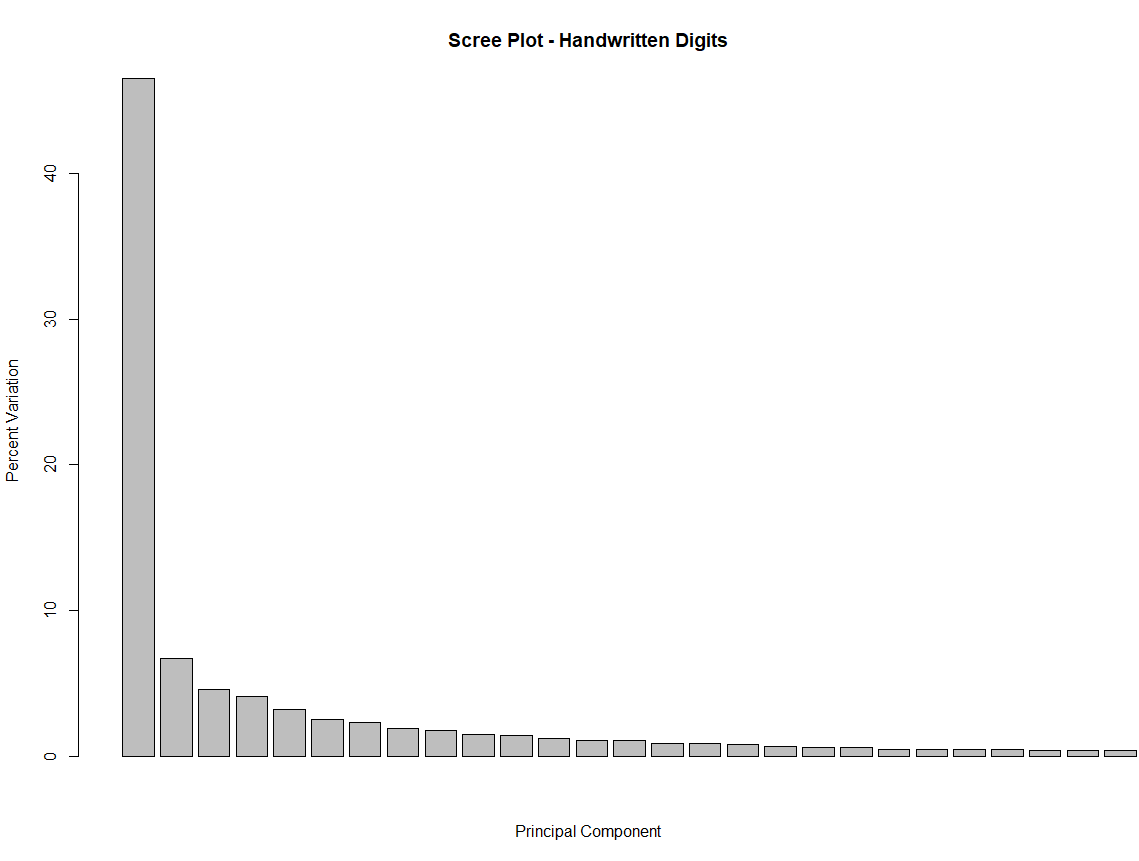 Scree Plot - Handwritten Digits
Percent Variation
40
30
20
10
0
Principal Component